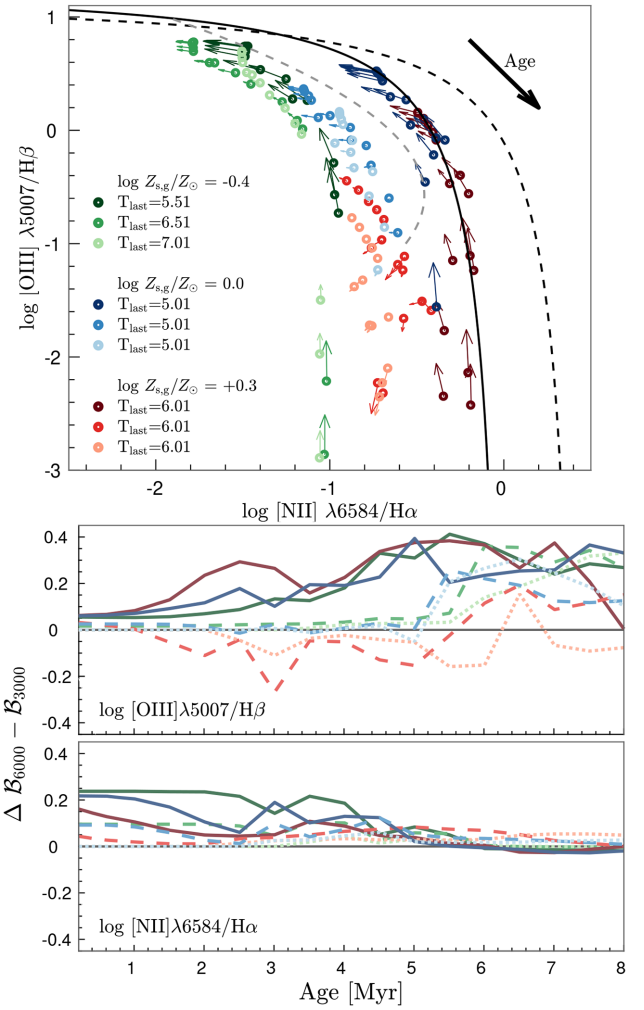 1
0
-1
-2
-3
log [OIII] λ5007/Hβ
Age
log Zs,g/Z⊙ = -0.4
Tlast=5.51
Tlast=6.51
Tlast=7.01
log Zs,g/Z⊙ = 0.0
Tlast=5.01
Tlast=5.01
Tlast=5.01
log Zs,g/Z⊙ = +0.3
Tlast=6.01
Tlast=6.01
Tlast=6.01
-2 -1 0
log [NII] λ6584/Hα
0.4
0.2
0
-0.2
-0.4
log [OIII]λ5007/Hβ
Δ B6000 − B3000
0.4
0.2
0
-0.2
-0.4
log [NII]λ6584/Hα
1 2 3 4 5 6 7 8
Age [Myr]